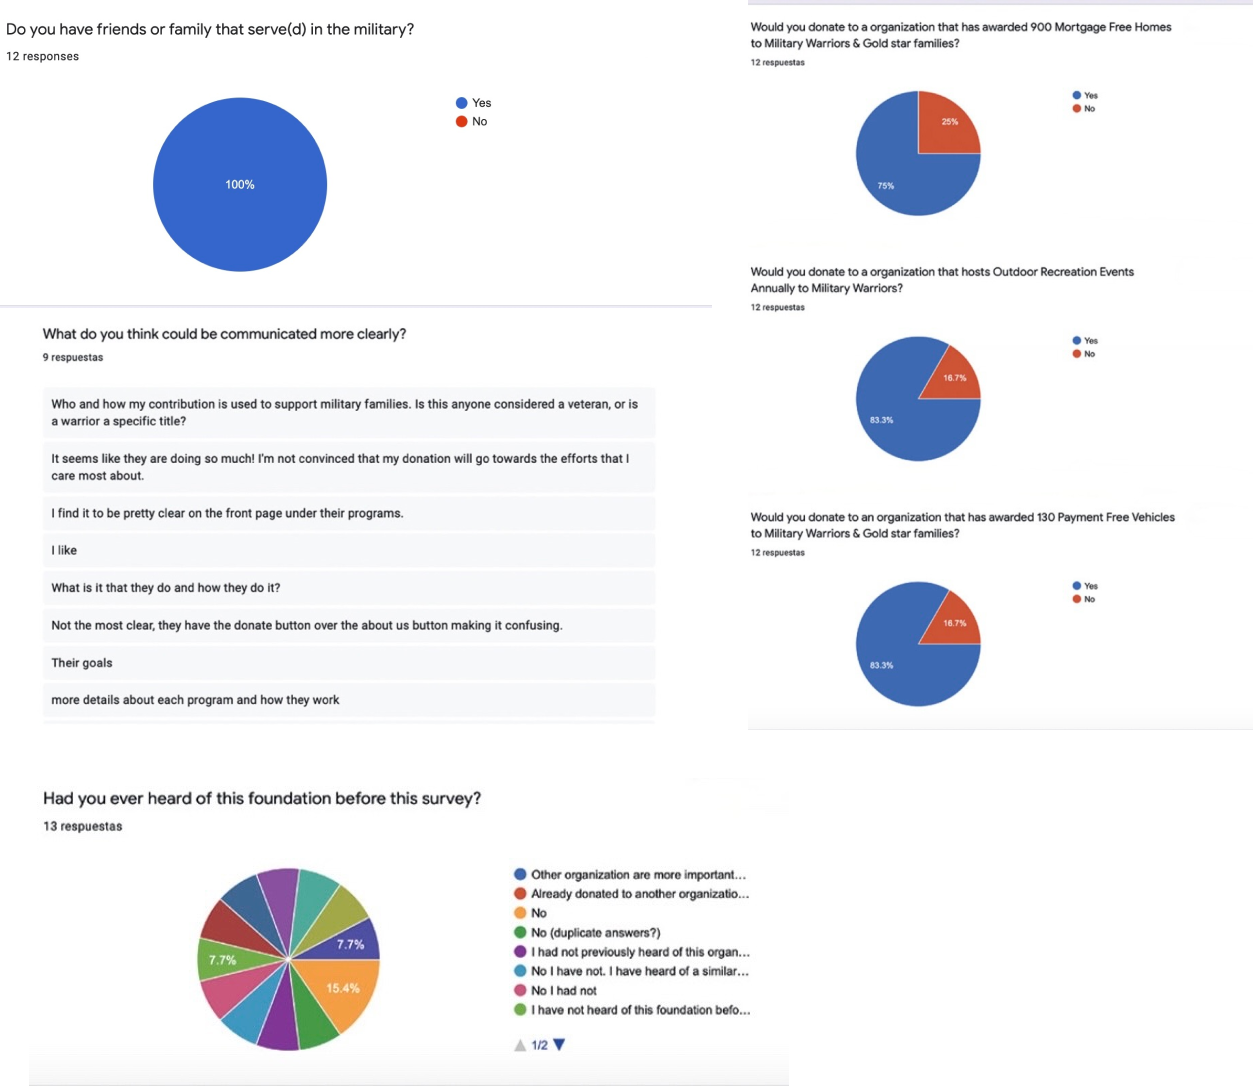 Do you have friends or family that serve(d) in the military?
12 responses
Yes
No
100%
What do you think could be communicated more clearly?
9 respuestas
Who and how my contribution is used to support military families. Is this anyone considered a veteran, or is
a warrior a specific title?
It seems like they are doing so much! I'm not convinced that my donation will go towards the efforts that I
care most about.
I find it to be pretty clear on the front page under their programs.
I like
What is it that they do and how they do it?
Not the most clear, they have the donate button over the about us button making it confusing.
Their goals
more details about each program and how they work
Would you donate to a organization that has awarded 900 Mortgage Free Homes
to Military Warriors & Gold star families?
12 respuestas
Yes
No
25%
75%
Would you donate to a organization that hosts Outdoor Recreation Events
Annually to Military Warriors?
12 respuestas
Yes
No
16.7%
83.3%
Would you donate to an organization that has awarded 130 Payment Free Vehicles
to Military Warriors & Gold star families?
12 respuestas
Yes
No
16.7%
83.3%
Had you ever heard of this foundation before this survey?
13 respuestas
7.7%
7.7%
15.4%
Other organization are more important...
Already donated to another organizatio...
No
No (duplicate answers?)
I had not previously heard of this organ...
No I have not. I have heard of a similar...
No I had not
I have not heard of this foundation befo...
1/2